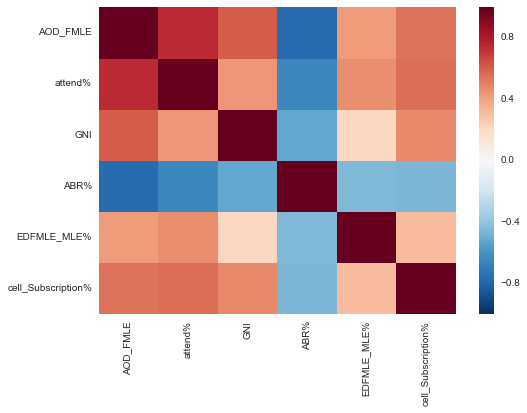 AOD_FMLE
attend%
GNI
ABR%
EDFMLE_MLE%
cell_Subscription%
0.8
0.4
0.0
−0.4
−0.8
AOD_FMLE
attend%
GNI
ABR%
EDFMLE_MLE%
cell_Subscription%